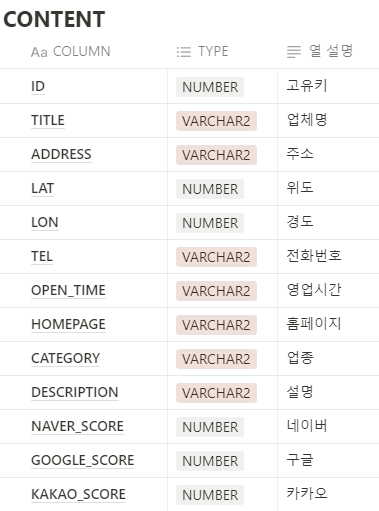 CONTENT
Aa COLUMN TYPE 열 설명
ID NUMBER 고유키
TITLE VARCHAR2 업체명
ADDRESS VARCHAR2 주소
LAT NUMBER 위도
LON NUMBER 경도
TEL VARCHAR2 전화번호
OPEN_TIME VARCHAR2 영업시간
HOMEPAGE VARCHAR2 홈페이지
CATEGORY VARCHAR2 업종
DESCRIPTION VARCHAR2 설명
NAVER_SCORE NUMBER 네이버
GOOGLE_SCORE NUMBER 구글
KAKAO_SCORE NUMBER 카카오